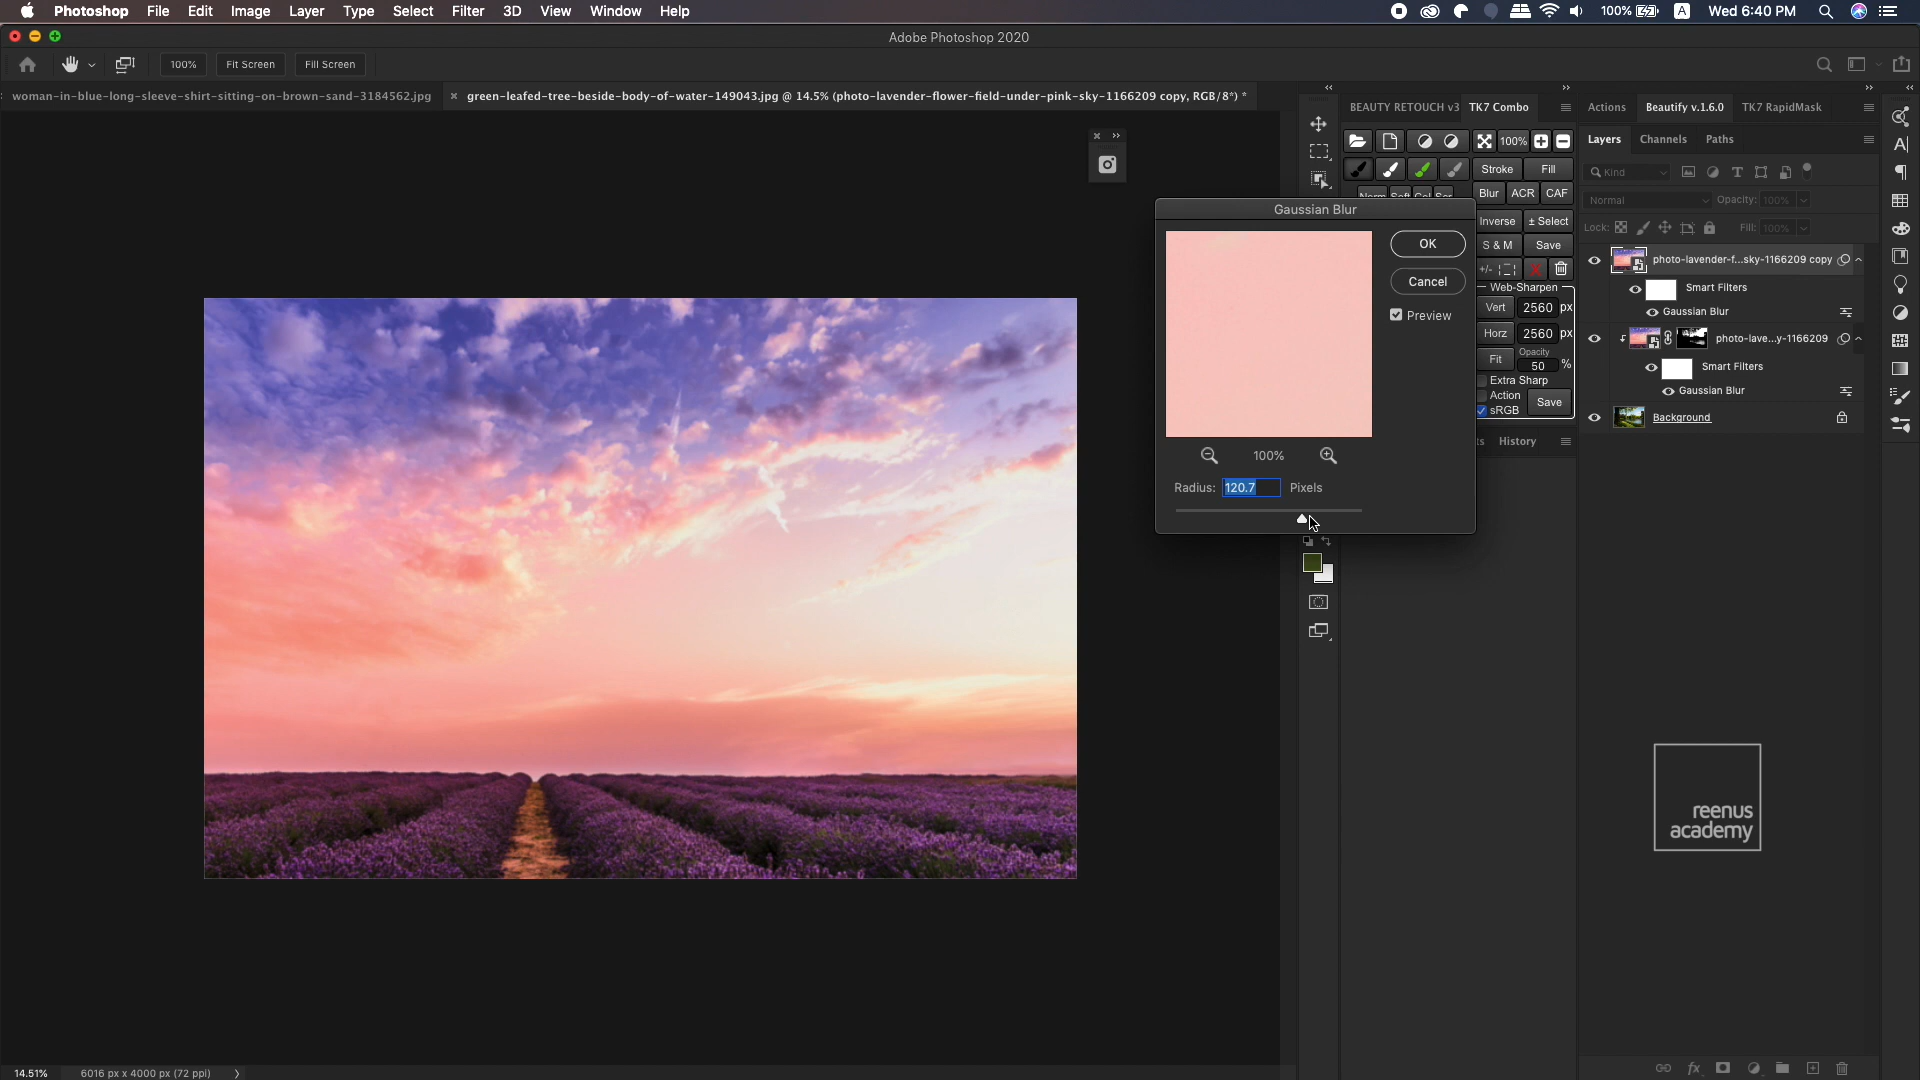 Photoshop File Edit Image Layer Type Select Filter 3D View Window Help
100% A Wed 6:40 PM
Adobe Photoshop 2020
100% Fit Screen Fill Screen
woman-in-blue-long-sleeve-shirt-sitting-on-brown-sand-3184562.jpg × green-leafed-tree-beside-body-of-water-149043.jpg @ 14.5% (photo-lavender-flower-field-under-pink-sky-1166209 copy, RGB/8*) *
BEAUTY RETOUCH v3 TK7 Combo
100%
Stroke Fill
Blur ACR CAF
Inverse ± Select
S & M Save
+/-
Web-Sharpen
Vert 2560 px
Horz 2560 px
Fit Opacity 50 %
Extra Sharp
Action
sRGB Save
History
Gaussian Blur
OK
Cancel
Preview
100%
Radius: 120.7 Pixels
Actions Beautify v.1.6.0 TK7 RapidMask
Layers Channels Paths
Kind
Normal Opacity: 100%
Lock: Fill: 100%
photo-lavender-f...sky-1166209 copy
Smart Filters
Gaussian Blur
photo-lave...y-1166209
Smart Filters
Gaussian Blur
Background
reenus
academy
14.51% 6016 px x 4000 px (72 ppi)